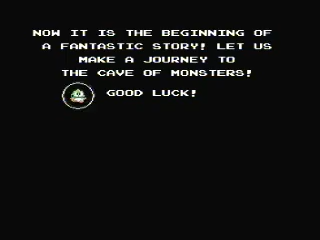 NOW IT IS THE BEGINNING OF
A FANTASTIC STORY! LET US
MAKE A JOURNEY TO
THE CAVE OF MONSTERS!
GOOD LUCK!